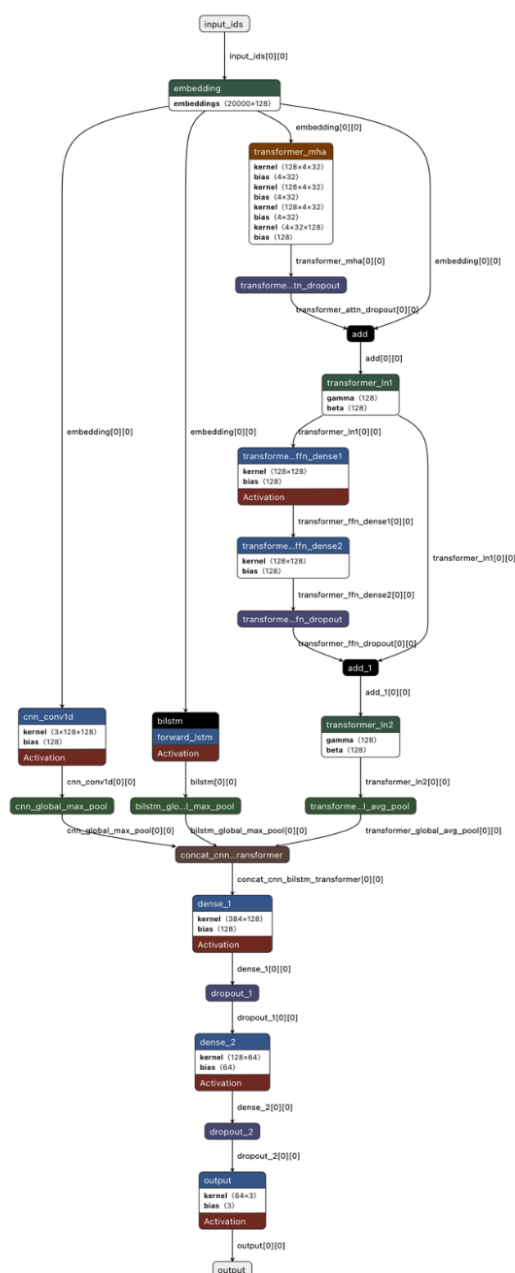 input_ids
input_ids[0][0]
embedding
embeddings ⟨20000×128⟩
embedding[0][0]
transformer_mha
kernel ⟨128×4×32⟩
bias ⟨4×32⟩
kernel ⟨128×4×32⟩
bias ⟨4×32⟩
kernel ⟨128×4×32⟩
bias ⟨4×32⟩
kernel ⟨4×32×128⟩
bias ⟨128⟩
transformer_mha[0][0]
embedding[0][0]
transforme...tn_dropout
transformer_attn_dropout[0][0]
add
add[0][0]
transformer_ln1
gamma ⟨128⟩
beta ⟨128⟩
embedding[0][0]
embedding[0][0]
transformer_ln1[0][0]
transforme...ffn_dense1
kernel ⟨128×128⟩
bias ⟨128⟩
Activation
transformer_ffn_dense1[0][0]
transforme...ffn_dense2
kernel ⟨128×128⟩
bias ⟨128⟩
transformer_ln1[0][0]
transformer_ffn_dense2[0][0]
transforme...fn_dropout
transformer_ffn_dropout[0][0]
add_1
add_1[0][0]
cnn_conv1d
kernel ⟨3×128×128⟩
bias ⟨128⟩
Activation
bilstm
forward_lstm
Activation
transformer_ln2
gamma ⟨128⟩
beta ⟨128⟩
cnn_conv1d[0][0]
bilstm[0][0]
transformer_ln2[0][0]
cnn_global_max_pool
bilstm_glo...l_max_pool
transforme...l_avg_pool
cnn_global_max_pool[0][0]
bilstm_global_max_pool[0][0]
transformer_global_avg_pool[0][0]
concat_cnn...ransformer
concat_cnn_bilstm_transformer[0][0]
dense_1
kernel ⟨384×128⟩
bias ⟨128⟩
Activation
dense_1[0][0]
dropout_1
dropout_1[0][0]
dense_2
kernel ⟨128×64⟩
bias ⟨64⟩
Activation
dense_2[0][0]
dropout_2
dropout_2[0][0]
output
kernel ⟨64×3⟩
bias ⟨3⟩
Activation
output[0][0]
output